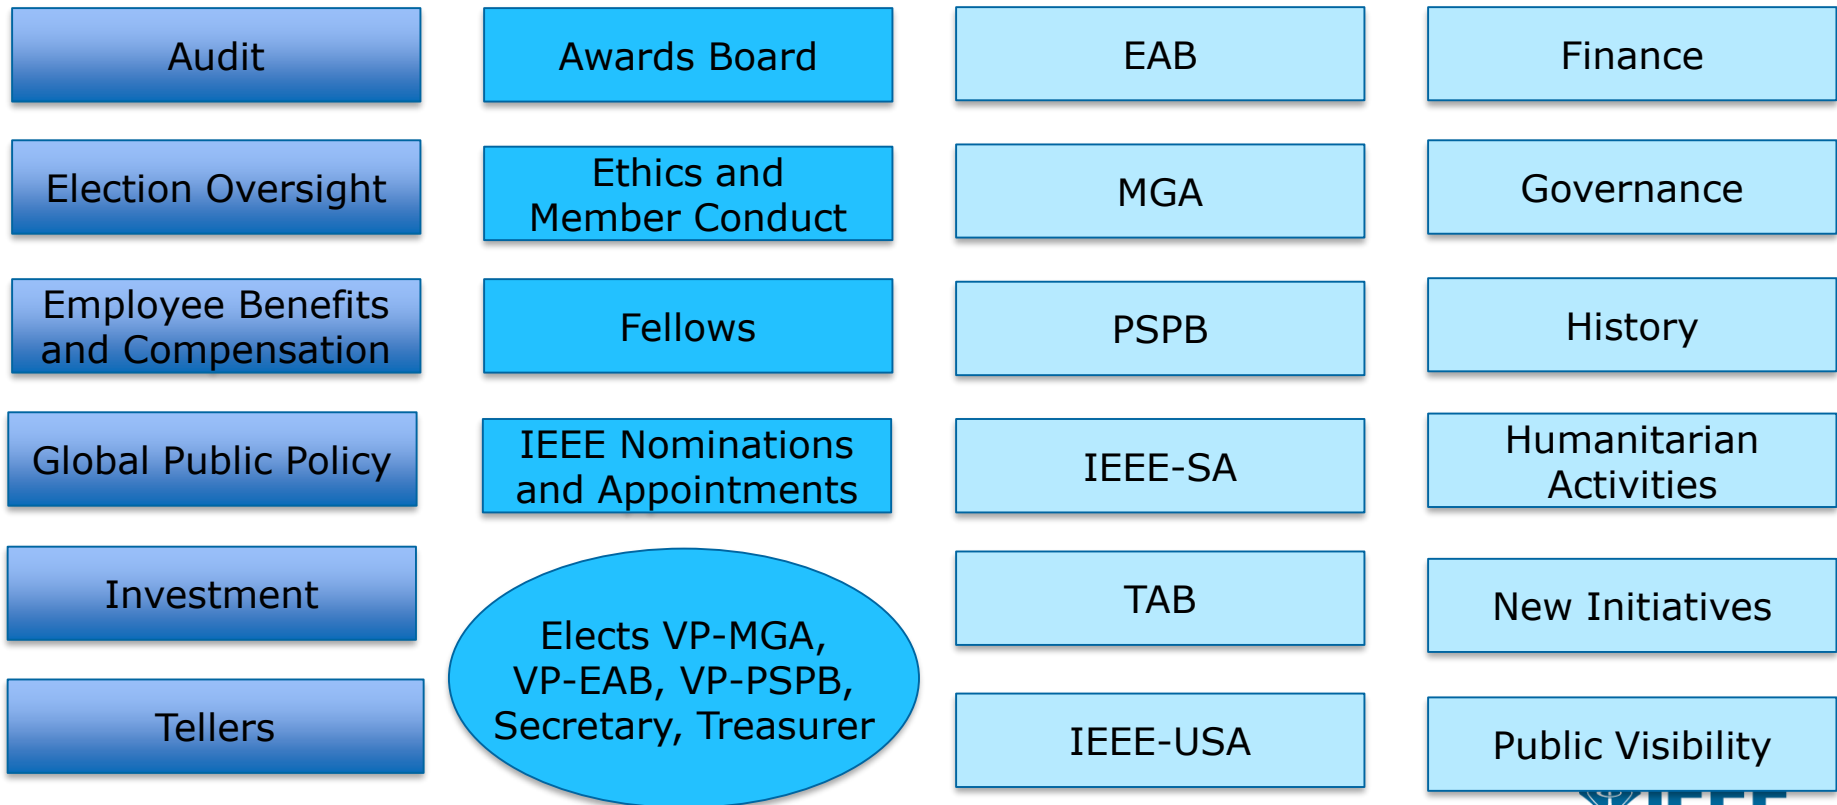 Audit
Awards Board
EAB
Finance
Election Oversight
Ethics and
Member Conduct
MGA
Governance
Employee Benefits
and Compensation
Fellows
PSPB
History
Global Public Policy
IEEE Nominations
and Appointments
IEEE-SA
Humanitarian
Activities
Investment
Elects VP-MGA,
VP-EAB, VP-PSPB,
Secretary, Treasurer
TAB
New Initiatives
Tellers
IEEE-USA
Public Visibility
IEEE